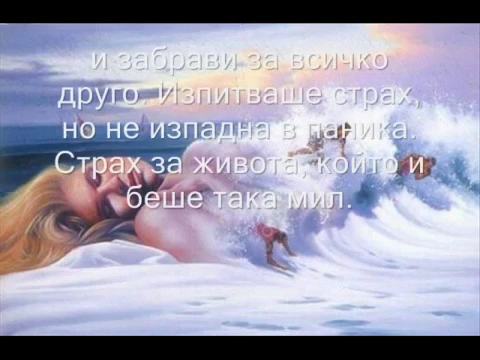 и забрави за всичко
друго. Изпитваше страх,
но не изпадна в паника.
Страх за живота, който и
беше така мил.